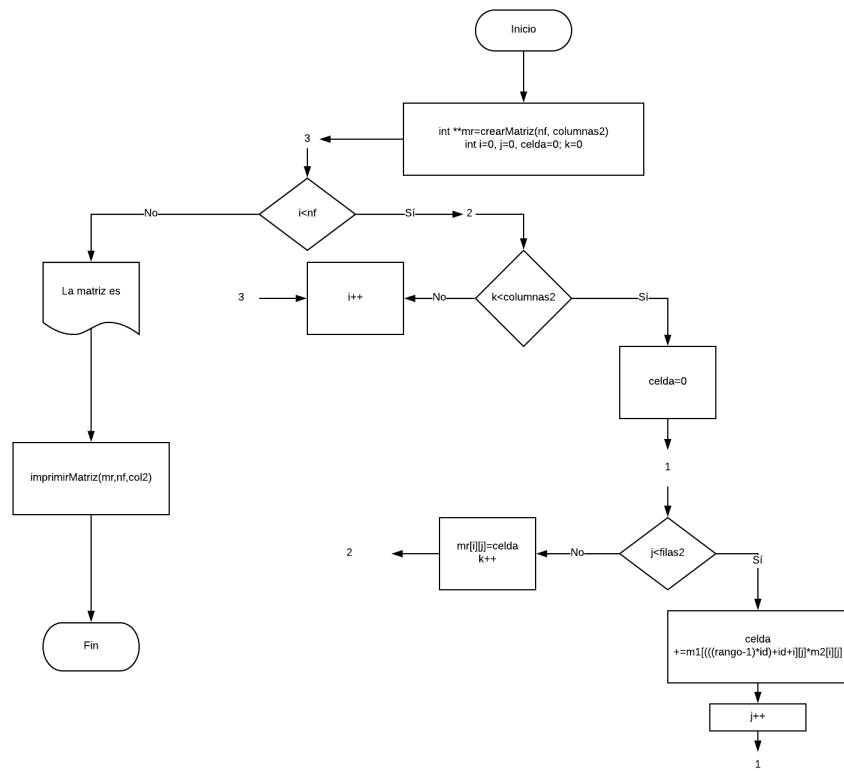 Inicio
int **mr=crearMatriz(nf, columnas2)
int i=0, j=0, celda=0; k=0
3
i<nf
No
Sí
2
La matriz es
3
i++
No
k<columnas2
Sí
celda=0
imprimirMatriz(mr,nf,col2)
1
2
mr[i][j]=celda
k++
No
j<filas2
Sí
Fin
celda
+=m1[(((rango-1)*id)+id+i][j]*m2[i][j]
j++
1